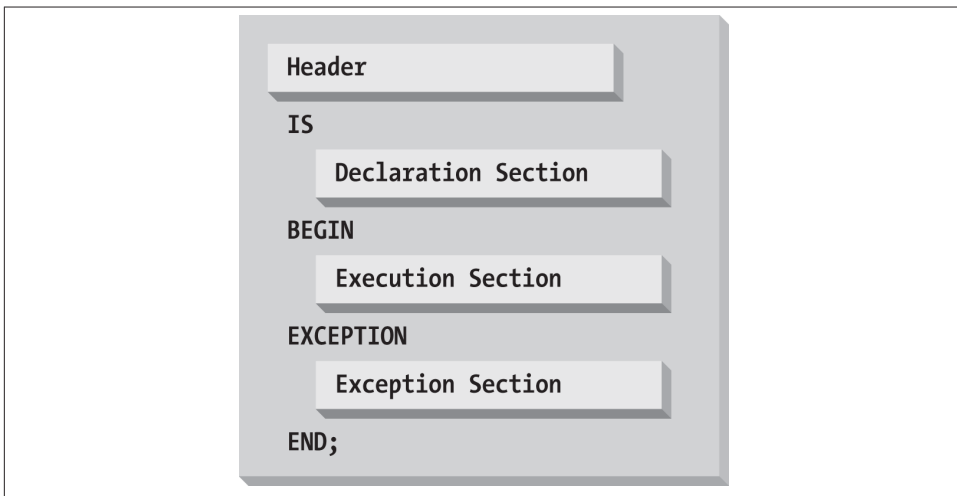 Header
IS
Declaration Section
BEGIN
Execution Section
EXCEPTION
Exception Section
END;